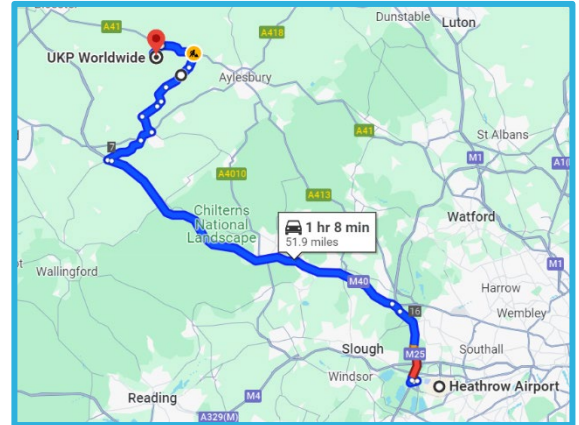 Dunstable
Luton
A41
A418
UKP Worldwide
Aylesbury
A41
St Albans
7
M1
A4010
A413
Chilterns
National
Landscape
1 hr 8 min
51.9 miles
Watford
Wallingford
M40
M1
Harrow
16
Wembley
Slough
M25
Southall
Windsor
Heathrow Airport
Reading
M4
A329(M)